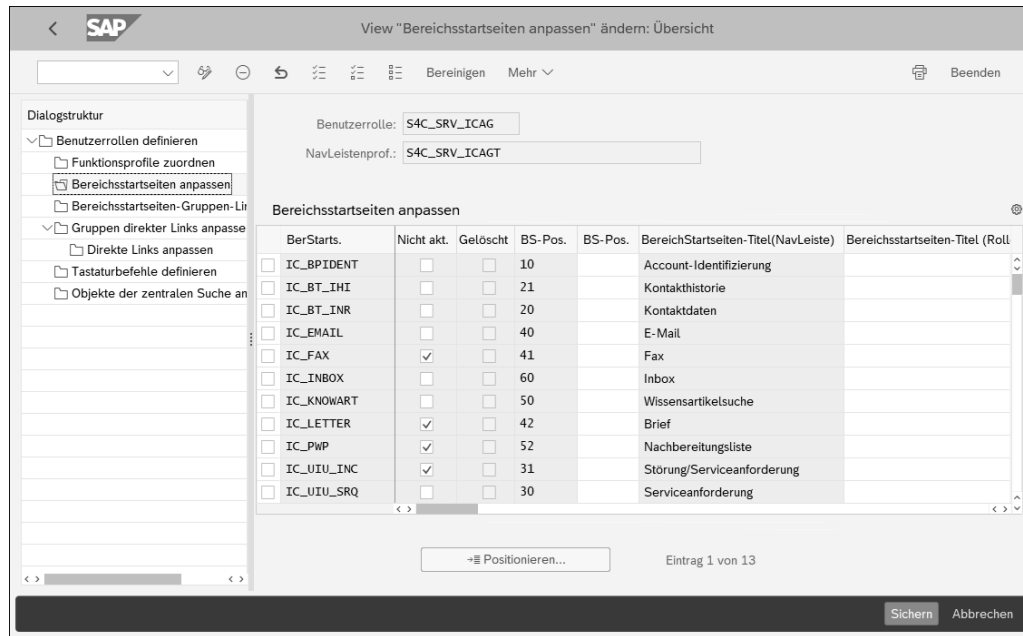 SAP
View "Bereichsstartseiten anpassen" ändern: Übersicht
Bereinigen Mehr Beenden
Dialogstruktur
Benutzerrollen definieren
Funktionsprofile zuordnen
Bereichsstartseiten anpassen
Bereichsstartseiten-Gruppen-Lin
Gruppen direkter Links anpasse
Direkte Links anpassen
Tastaturbefehle definieren
Objekte der zentralen Suche an
Benutzerrolle: S4C_SRV_ICAG
NavLeistenprof.: S4C_SRV_ICAGT
Bereichsstartseiten anpassen
BerStarts. Nicht akt. Gelöscht BS-Pos. BS-Pos. BereichStartseiten-Titel(NavLeiste) Bereichsstartseiten-Titel (Roll
IC_BPIDENT 10 Account-Identifizierung
IC_BT_IHI 21 Kontakthistorie
IC_BT_INR 20 Kontaktdaten
IC_EMAIL 40 E-Mail
IC_FAX 41 Fax
IC_INBOX 60 Inbox
IC_KNOWART 50 Wissensartikelsuche
IC_LETTER 42 Brief
IC_PWP 52 Nachbereitungsliste
IC_UIU_INC 31 Störung/Serviceanforderung
IC_UIU_SRQ 30 Serviceanforderung
Positionieren... Eintrag 1 von 13
Sichern Abbrechen